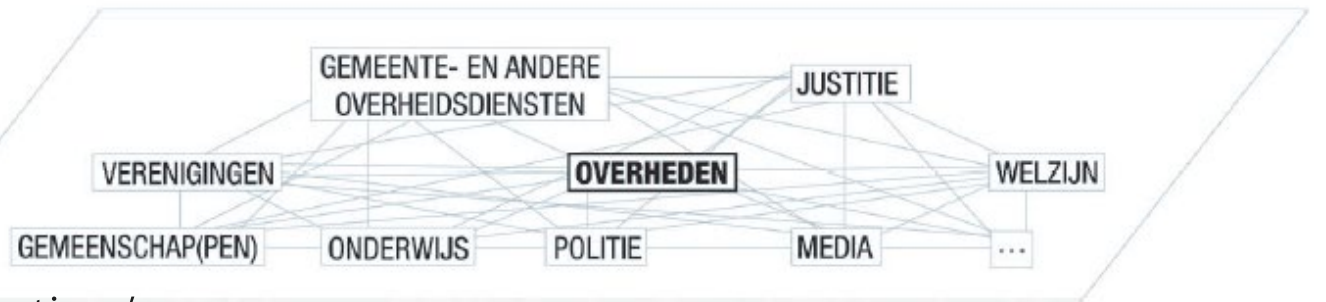 GEMEENTE- EN ANDERE
OVERHEIDSDIENSTEN
JUSTITIE
VERENIGINGEN
OVERHEDEN
WELZIJN
GEMEENSCHAP(PEN)
ONDERWIJS
POLITIE
MEDIA
...